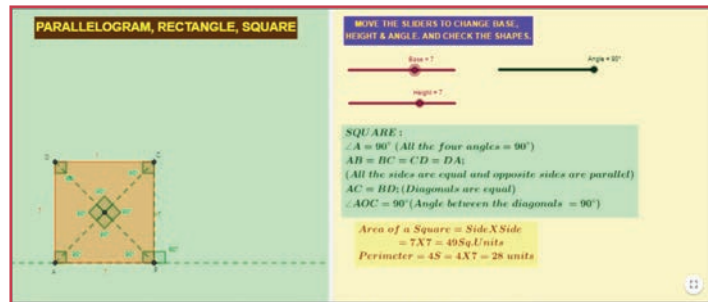 PARALLELOGRAM, RECTANGLE, SQUARE
MOVE THE SLIDERS TO CHANGE BASE,
HEIGHT & ANGLE. AND CHECK THE SHAPES.
Base = 7
Angle = 90°
Height = 7
SQUARE :
∠A = 90° (All the four angles = 90°)
AB = BC = CD = DA;
(All the sides are equal and opposite sides are parallel)
AC = BD; (Diagonals are equal)
∠AOC = 90°(Angle between the diagonals = 90°)
Area of a Square = SideXSide
= 7X7 = 49Sq.Units
Perimeter = 4S = 4X7 = 28 units
A
B
90°